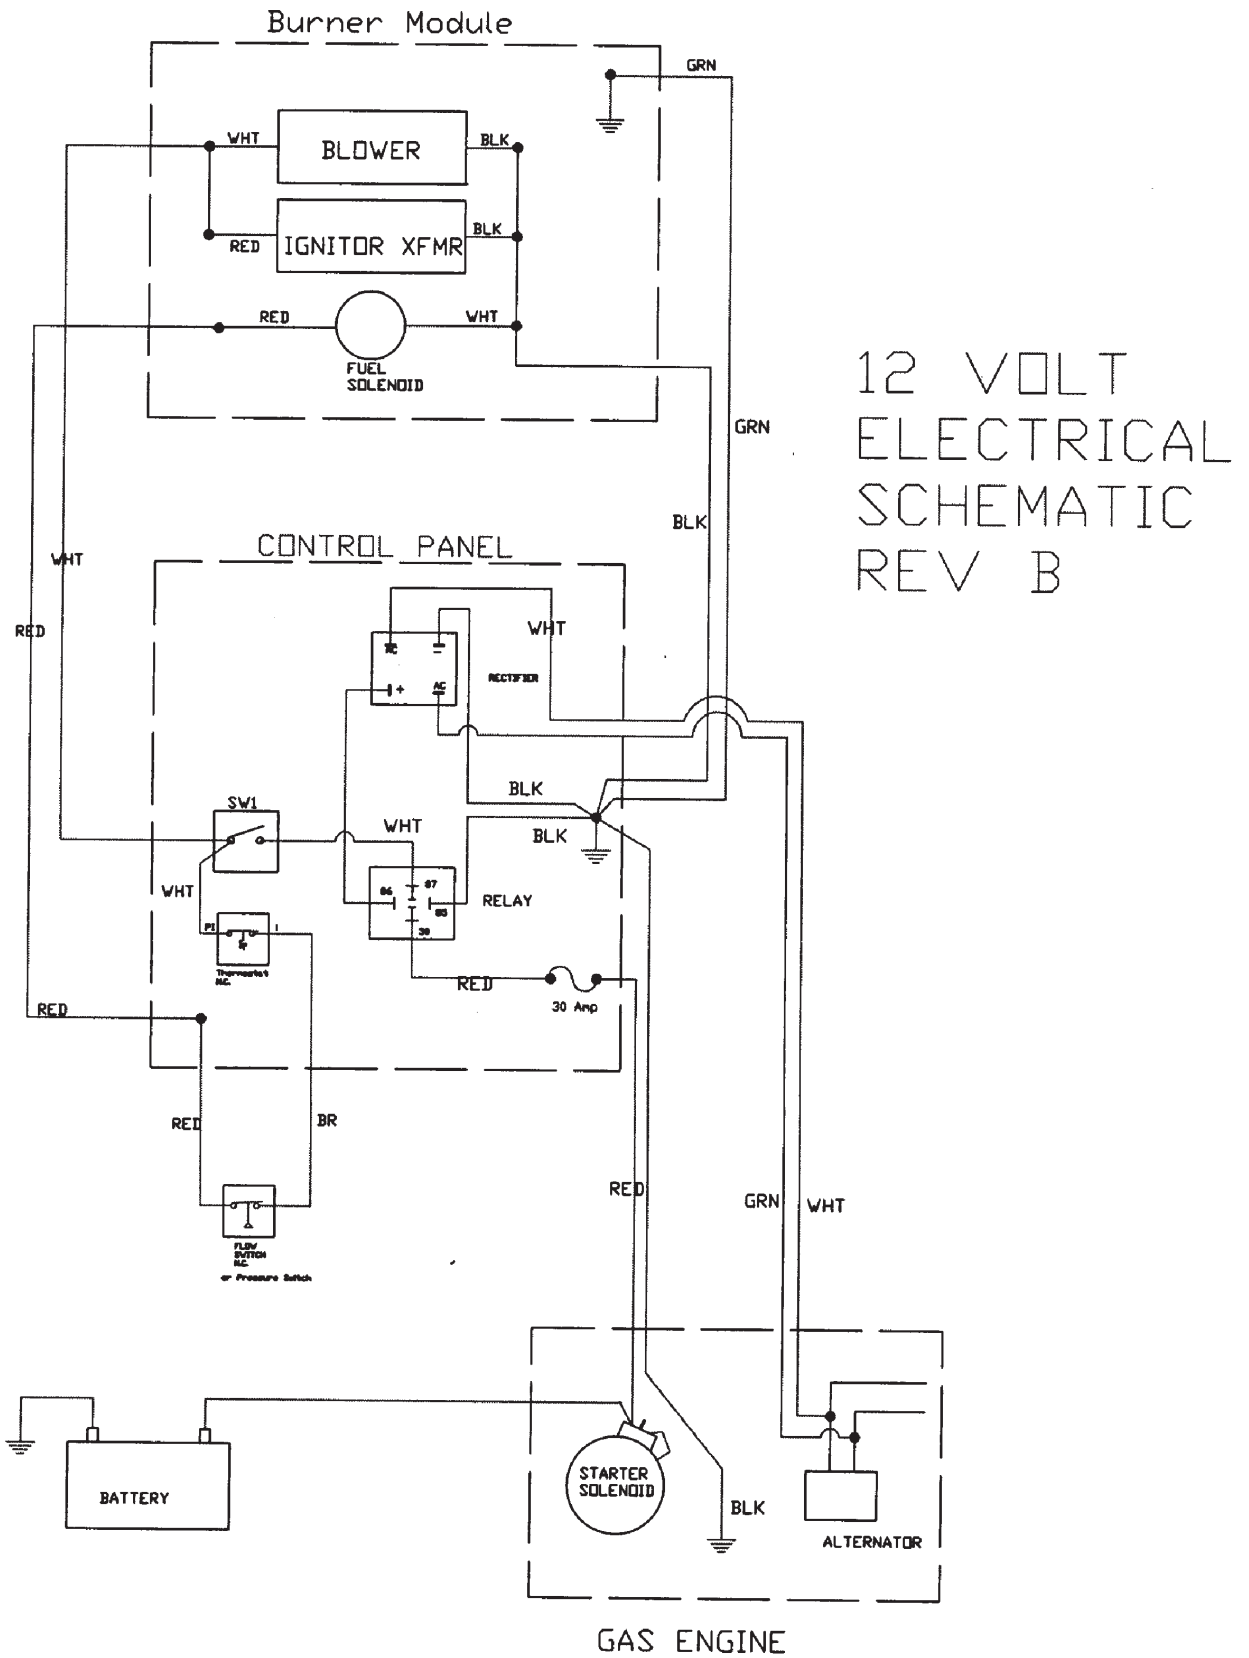 Burner Module
GRN
WHT
BLOWER
BLK
RED
IGNITOR XFMR
BLK
RED
WHT
FUEL
SOLENOID
12 VOLT
ELECTRICAL
SCHEMATIC
REV B
GRN
BLK
CONTROL PANEL
WHT
RED
WHT
AC
-
RECTIFIER
+
AC
BLK
SW1
WHT
BLK
WHT
86
87
85
30
RELAY
P1
1
Thermostat
N.C.
RED
30 Amp
RED
RED
BR
RED
GRN
WHT
FLOW
SWITCH
N.C.
or Pressure Switch
BATTERY
STARTER
SOLENOID
BLK
ALTERNATOR
GAS ENGINE